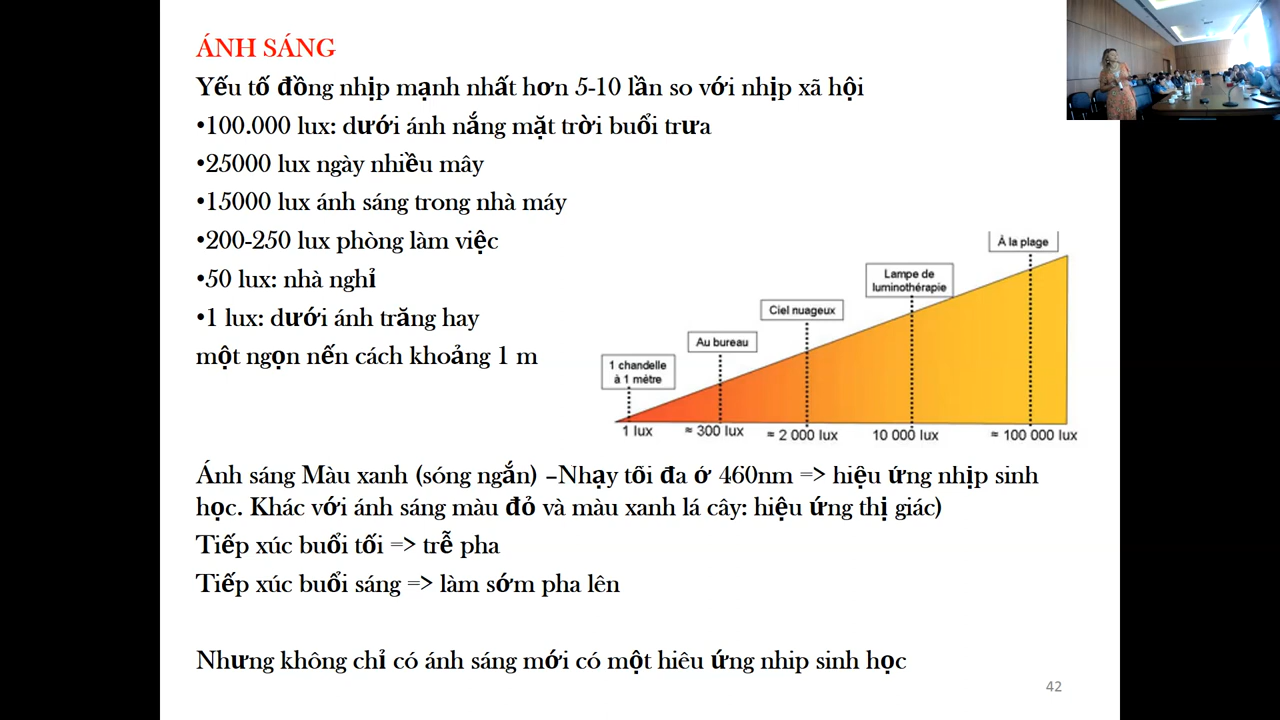 ÁNH SÁNG
Yếu tố đồng nhịp mạnh nhất hơn 5-10 lần so với nhịp xã hội
•100.000 lux: dưới ánh nắng mặt trời buổi trưa
•25000 lux ngày nhiều mây
•15000 lux ánh sáng trong nhà máy
•200-250 lux phòng làm việc
•50 lux: nhà nghỉ
•1 lux: dưới ánh trăng hay
một ngọn nến cách khoảng 1 m
À la plage
Lampe de
luminothérapie
Ciel nuageux
Au bureau
1 chandelle
à 1 mètre
1 lux
≈ 300 lux
≈ 2 000 lux
10 000 lux
≈ 100 000 lux
Ánh sáng Màu xanh (sóng ngắn) –Nhạy tối đa ở 460nm => hiệu ứng nhịp sinh
học. Khác với ánh sáng màu đỏ và màu xanh lá cây: hiệu ứng thị giác)
Tiếp xúc buổi tối => trễ pha
Tiếp xúc buổi sáng => làm sớm pha lên
Nhưng không chỉ có ánh sáng mới có một hiêu ứng nhip sinh học
42